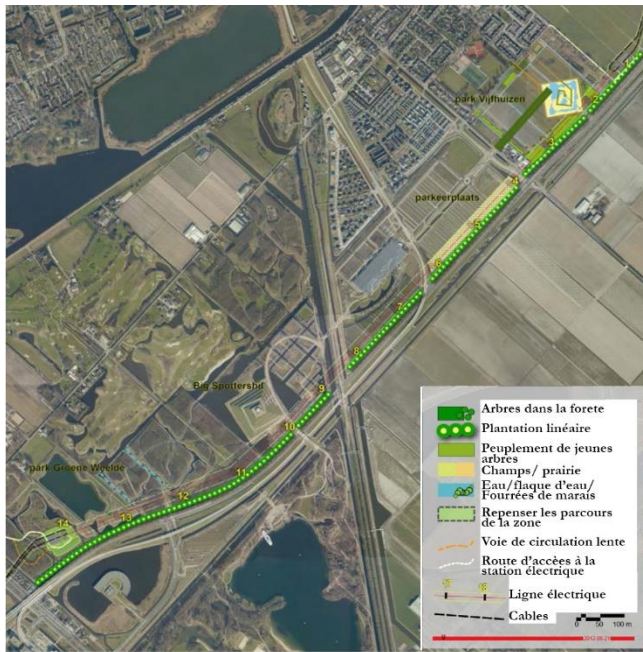 1
park Vijfhuizen
2
3
4
parkeerplaats
5
6
7
8
Big Spottershil
9
10
11
park Groene Weelde
12
13
14
Arbres dans la forete
Plantation linéaire
Peuplement de jeunes
arbres
Champs/ prairie
Eau/flaque d'eau/
Fourrées de marais
Repenser les parcours
de la zone
Voie de circulation lente
Route d'accès à la
station électrique
Ligne électrique
Cables
0 50 100 m